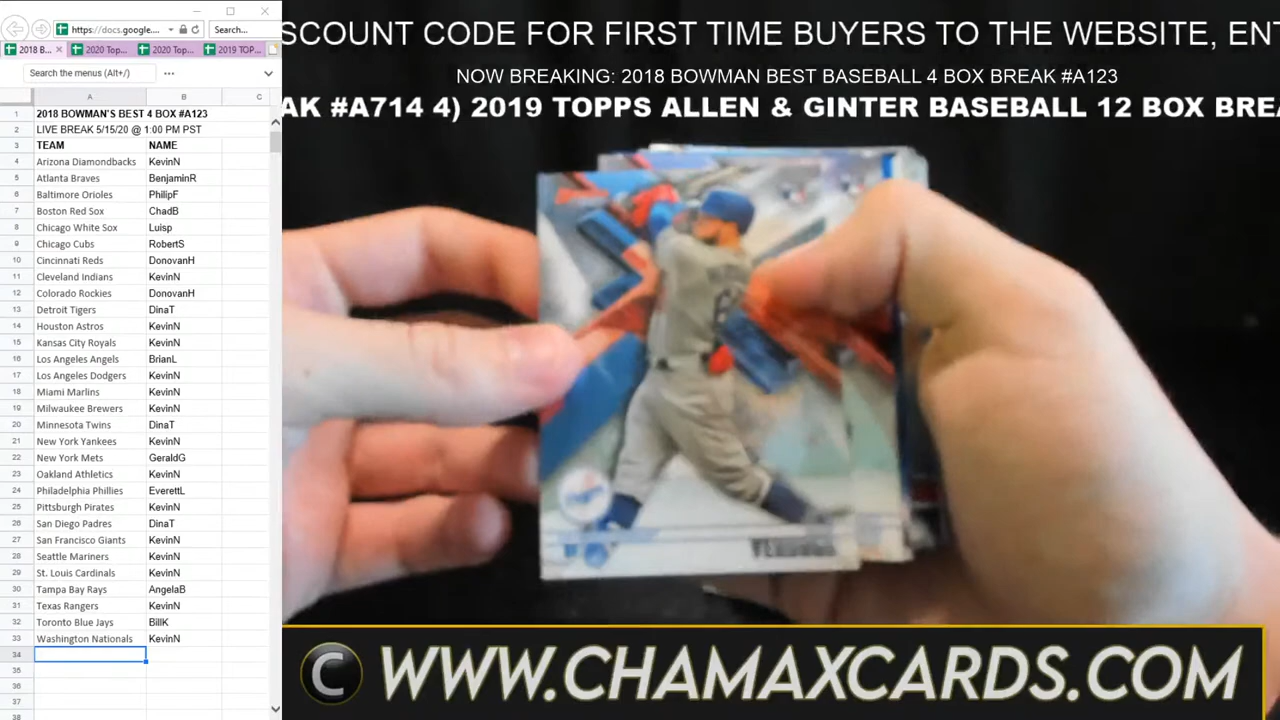 https://docs.google.... Search...
2018 B... 2020 Top... 2020 Top... 2019 TOP...
Search the menus (Alt+/)
A B C
1 2018 BOWMAN'S BEST 4 BOX #A123
2 LIVE BREAK 5/15/20 @ 1:00 PM PST
3 TEAM NAME
4 Arizona Diamondbacks KevinN
5 Atlanta Braves BenjaminR
6 Baltimore Orioles PhilipF
7 Boston Red Sox ChadB
8 Chicago White Sox Luisp
9 Chicago Cubs RobertS
10 Cincinnati Reds DonovanH
11 Cleveland Indians KevinN
12 Colorado Rockies DonovanH
13 Detroit Tigers DinaT
14 Houston Astros KevinN
15 Kansas City Royals KevinN
16 Los Angeles Angels BrianL
17 Los Angeles Dodgers KevinN
18 Miami Marlins KevinN
19 Milwaukee Brewers KevinN
20 Minnesota Twins DinaT
21 New York Yankees KevinN
22 New York Mets GeraldG
23 Oakland Athletics KevinN
24 Philadelphia Phillies EverettL
25 Pittsburgh Pirates KevinN
26 San Diego Padres DinaT
27 San Francisco Giants KevinN
28 Seattle Mariners KevinN
29 St. Louis Cardinals KevinN
30 Tampa Bay Rays AngelaB
31 Texas Rangers KevinN
32 Toronto Blue Jays BillK
33 Washington Nationals KevinN
34
35
36
37
38
SCOUNT CODE FOR FIRST TIME BUYERS TO THE WEBSITE, ENT
NOW BREAKING: 2018 BOWMAN BEST BASEBALL 4 BOX BREAK #A123
AK #A714 4) 2019 TOPPS ALLEN & GINTER BASEBALL 12 BOX BREA
C WWW.CHAMAXCARDS.COM